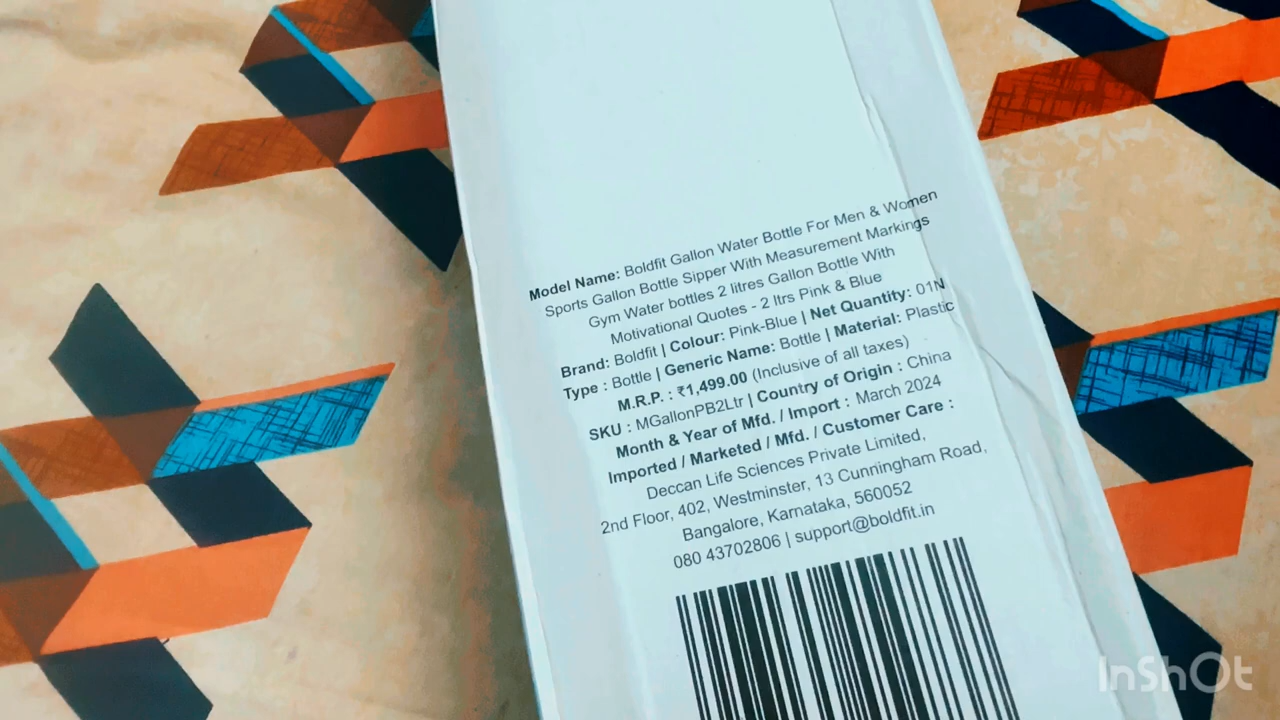 Model Name: Boldfit Gallon Water Bottle For Men & Women
Sports Gallon Bottle Sipper With Measurement Markings
Gym Water bottles 2 litres Gallon Bottle With
Motivational Quotes - 2 ltrs Pink & Blue
Brand: Boldfit | Colour: Pink-Blue | Net Quantity: 01N
Type : Bottle | Generic Name: Bottle | Material: Plastic
M.R.P. : ₹1,499.00 (Inclusive of all taxes)
SKU : MGallonPB2Ltr | Country of Origin : China
Month & Year of Mfd. / Import : March 2024
Imported / Marketed / Mfd. / Customer Care :
Deccan Life Sciences Private Limited,
2nd Floor, 402, Westminster, 13 Cunningham Road,
Bangalore, Karnataka, 560052
080 43702806 | support@boldfit.in
InShOt